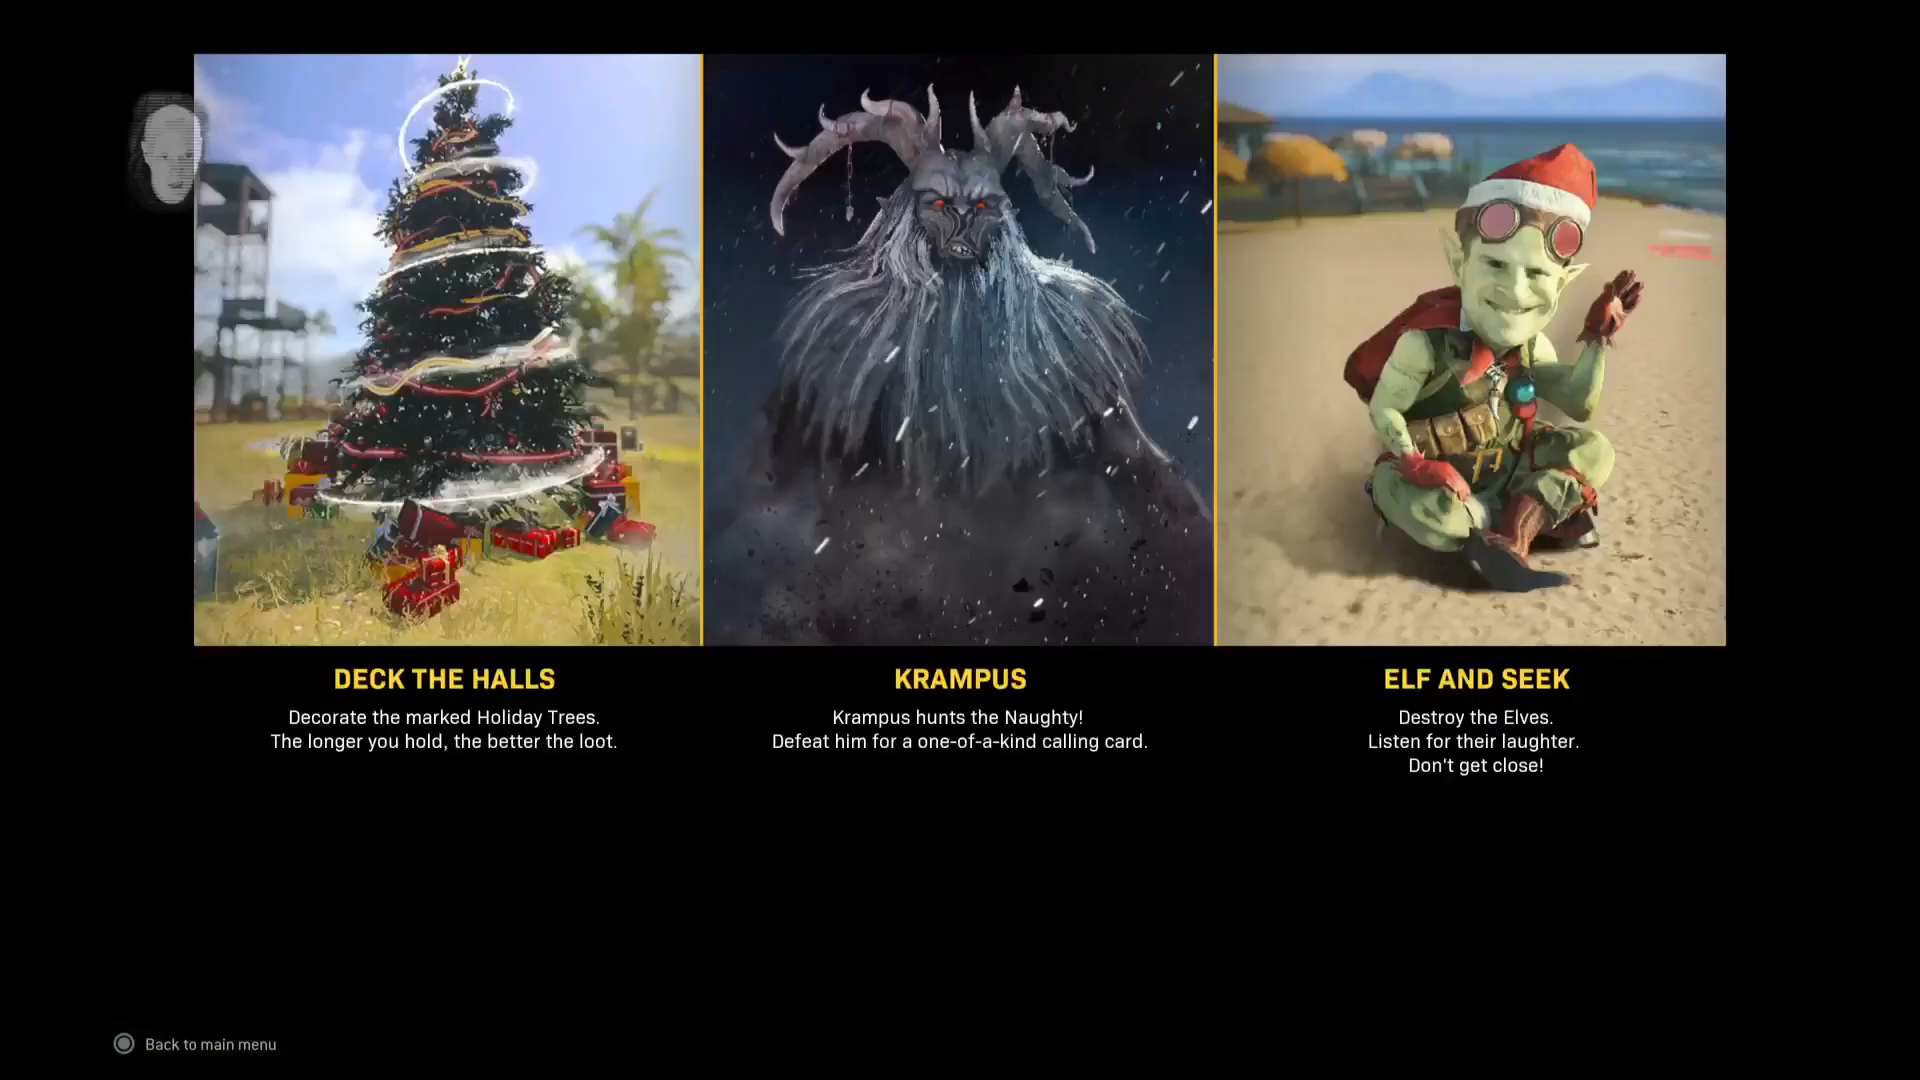 DECK THE HALLS
Decorate the marked Holiday Trees.
The longer you hold, the better the loot.
KRAMPUS
Krampus hunts the Naughty!
Defeat him for a one-of-a-kind calling card.
ELF AND SEEK
Destroy the Elves.
Listen for their laughter.
Don't get close!
Back to main menu